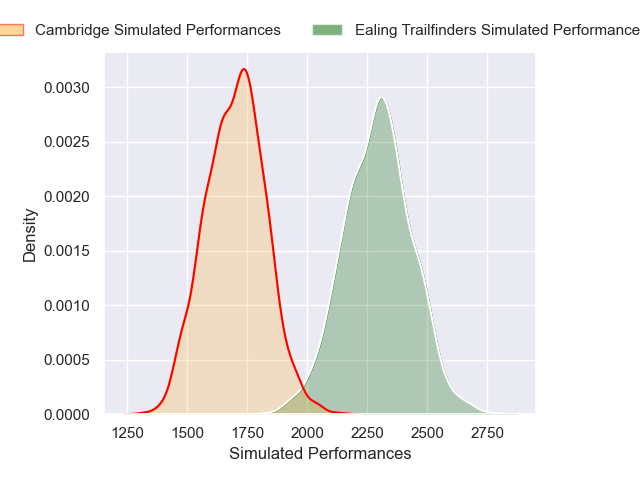 Cambridge Simulated Performances
Ealing Trailfinders Simulated Performance
0.0030
0.0025
0.0020
0.0015
0.0010
0.0005
0.0000
Density
1250 1500 1750 2000 2250 2500 2750
Simulated Performances